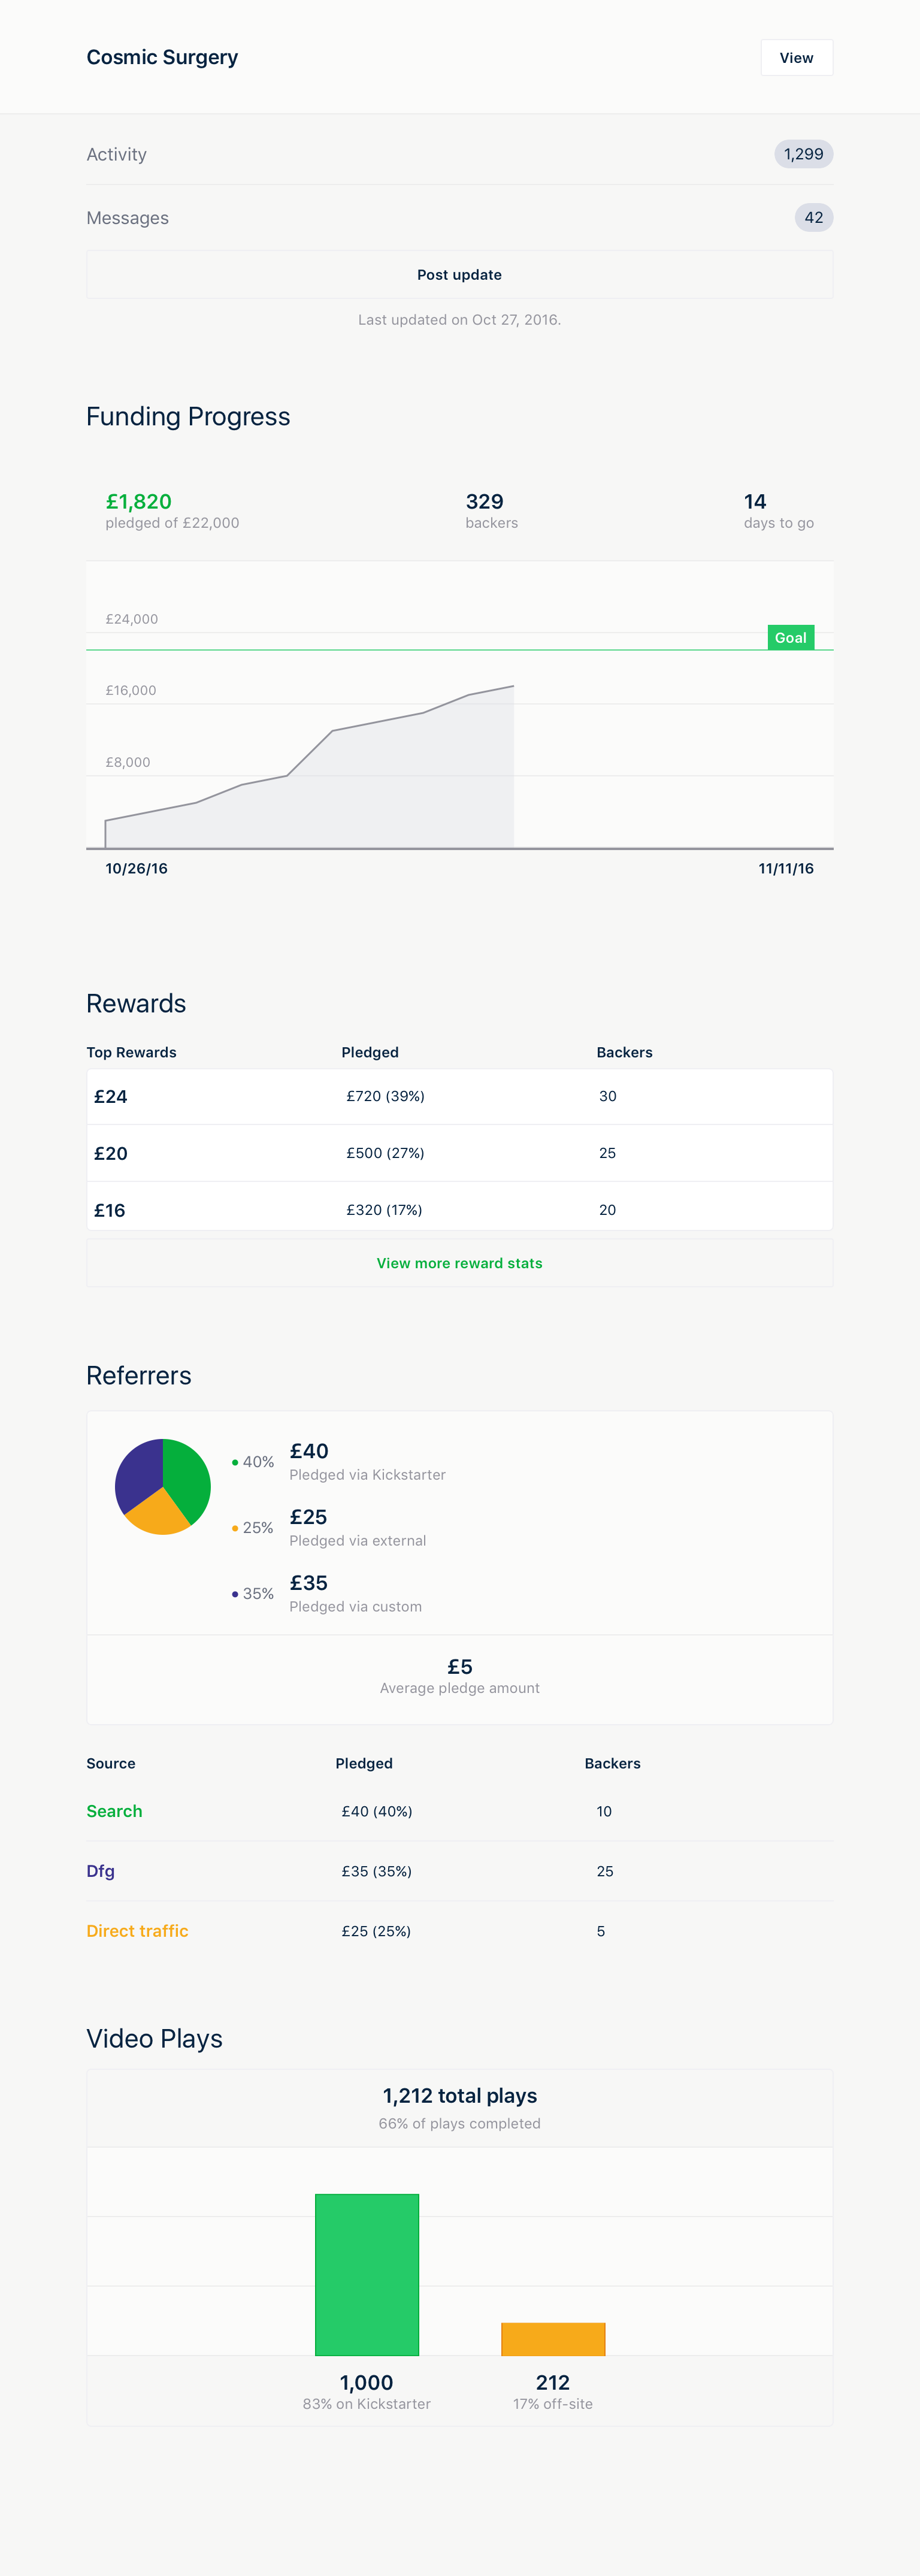 Cosmic Surgery
View
Activity
1,299
Messages
42
Post update
Last updated on Oct 27, 2016.
Funding Progress
£1,820
pledged of £22,000
329
backers
14
days to go
£24,000
Goal
£16,000
£8,000
10/26/16
11/11/16
Rewards
Top Rewards Pledged Backers
£24 £720 (39%) 30
£20 £500 (27%) 25
£16 £320 (17%) 20
View more reward stats
Referrers
40%
£40
Pledged via Kickstarter
25%
£25
Pledged via external
35%
£35
Pledged via custom
£5
Average pledge amount
Source Pledged Backers
Search £40 (40%) 10
Dfg £35 (35%) 25
Direct traffic £25 (25%) 5
Video Plays
1,212 total plays
66% of plays completed
1,000
83% on Kickstarter
212
17% off-site